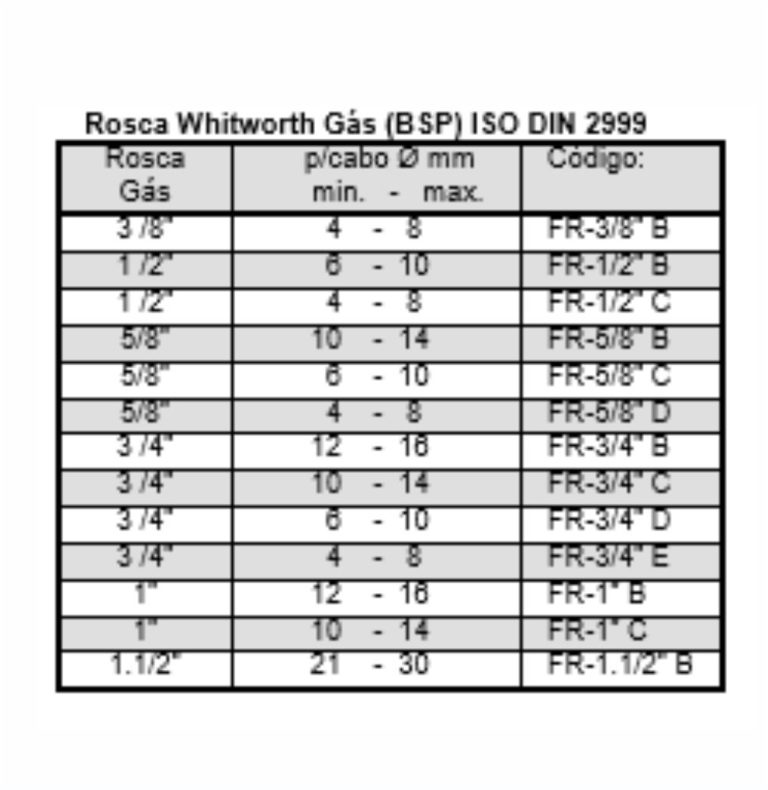 Rosca Whitworth Gás (BSP) ISO DIN 2999
Rosca p/cabo Ø mm Código:
Gás min. - max.
3 /8" 4 - 8 FR-3/8" B
1 /2" 6 - 10 FR-1/2" B
1 /2" 4 - 8 FR-1/2" C
5/8" 10 - 14 FR-5/8" B
5/8" 6 - 10 FR-5/8" C
5/8" 4 - 8 FR-5/8" D
3 /4" 12 - 16 FR-3/4" B
3 /4" 10 - 14 FR-3/4" C
3 /4" 6 - 10 FR-3/4" D
3 /4" 4 - 8 FR-3/4" E
1" 12 - 16 FR-1" B
1" 10 - 14 FR-1" C
1.1/2" 21 - 30 FR-1.1/2" B